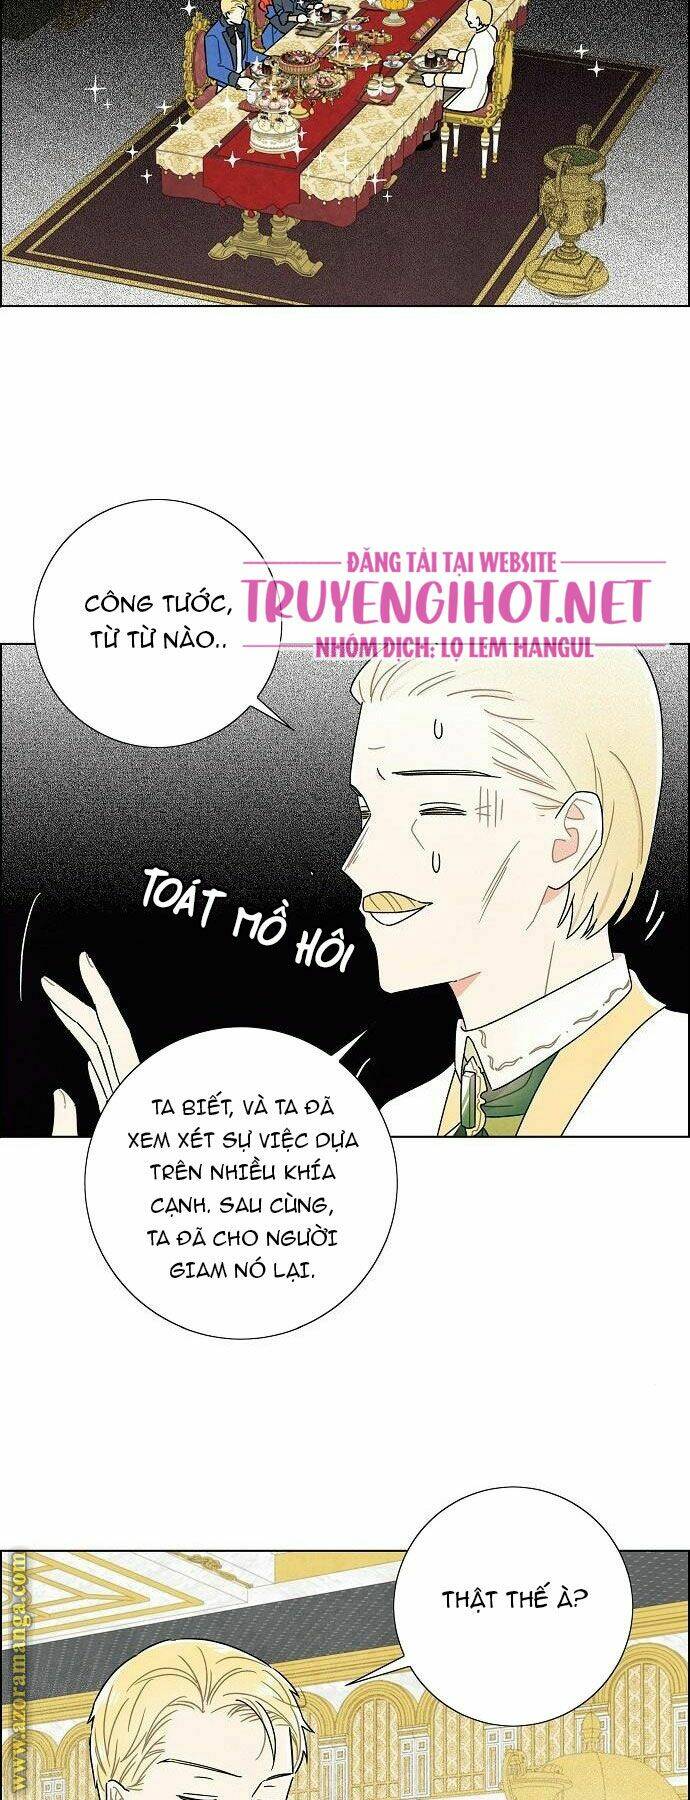 ĐĂNG TẢI TẠI WEBSITE
TRUYENGIHOT.NET
NHÓM DỊCH: LỌ LEM HANGUL
CÔNG TƯỚC,
TỪ TỪ NÀO..
TOÁT MỒ HÔI
TA BIẾT, VÀ TA ĐÃ
XEM XÉT SỰ VIỆC DỰA
TRÊN NHIỀU KHÍA
CẠNH. SAU CÙNG,
TA ĐÃ CHO NGƯỜI
GIAM NÓ LẠI.
THẬT THẾ À?
www.azoramanga.com